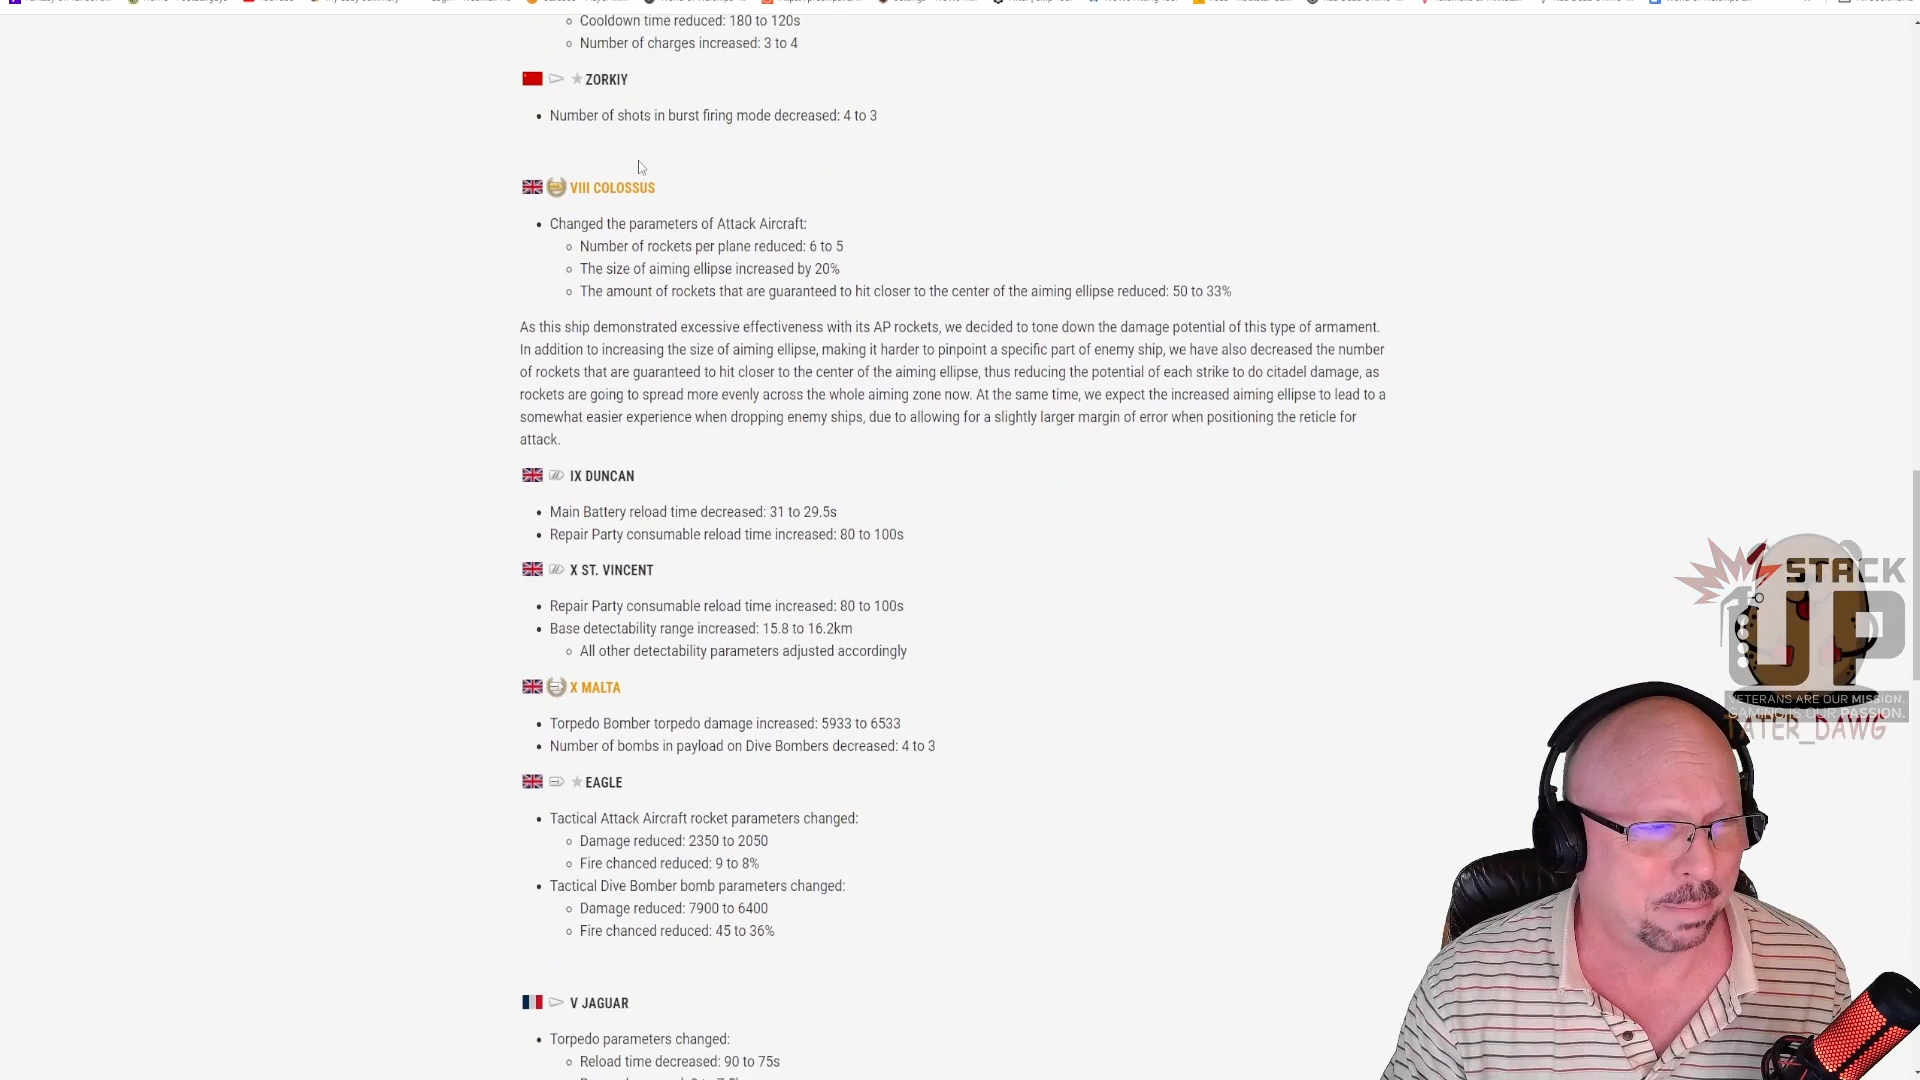 Cooldown time reduced: 180 to 120s
Number of charges increased: 3 to 4
ZORKIY
Number of shots in burst firing mode decreased: 4 to 3
VIII COLOSSUS
Changed the parameters of Attack Aircraft:
Number of rockets per plane reduced: 6 to 5
The size of aiming ellipse increased by 20%
The amount of rockets that are guaranteed to hit closer to the center of the aiming ellipse reduced: 50 to 33%
As this ship demonstrated excessive effectiveness with its AP rockets, we decided to tone down the damage potential of this type of armament.
In addition to increasing the size of aiming ellipse, making it harder to pinpoint a specific part of enemy ship, we have also decreased the number
of rockets that are guaranteed to hit closer to the center of the aiming ellipse, thus reducing the potential of each strike to do citadel damage, as
rockets are going to spread more evenly across the whole aiming zone now. At the same time, we expect the increased aiming ellipse to lead to a
somewhat easier experience when dropping enemy ships, due to allowing for a slightly larger margin of error when positioning the reticle for
attack.
IX DUNCAN
Main Battery reload time decreased: 31 to 29.5s
Repair Party consumable reload time increased: 80 to 100s
X ST. VINCENT
Repair Party consumable reload time increased: 80 to 100s
Base detectability range increased: 15.8 to 16.2km
All other detectability parameters adjusted accordingly
X MALTA
Torpedo Bomber torpedo damage increased: 5933 to 6533
Number of bombs in payload on Dive Bombers decreased: 4 to 3
EAGLE
Tactical Attack Aircraft rocket parameters changed:
Damage reduced: 2350 to 2050
Fire chanced reduced: 9 to 8%
Tactical Dive Bomber bomb parameters changed:
Damage reduced: 7900 to 6400
Fire chanced reduced: 45 to 36%
V JAGUAR
Torpedo parameters changed:
Reload time decreased: 90 to 75s
STACK
UP
VETERANS ARE OUR MISSION.
GAMING IS OUR PASSION.
TATER_DAWG